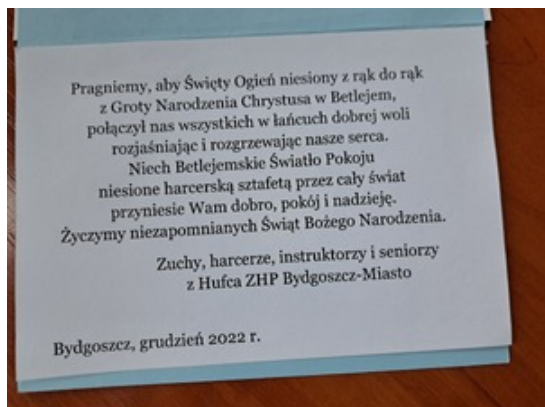 Pragniemy, aby Święty Ogień niesiony z rąk do rąk
z Groty Narodzenia Chrystusa w Betlejem,
połączył nas wszystkich w łańcuch dobrej woli
rozjaśniając i rozgrzewając nasze serca.
Niech Betlejemskie Światło Pokoju
niesione harcerską sztafetą przez cały świat
przyniesie Wam dobro, pokój i nadzieję.
Życzymy niezapomnianych Świąt Bożego Narodzenia.
Zuchy, harcerze, instruktorzy i seniorzy
z Hufca ZHP Bydgoszcz-Miasto
Bydgoszcz, grudzień 2022 r.